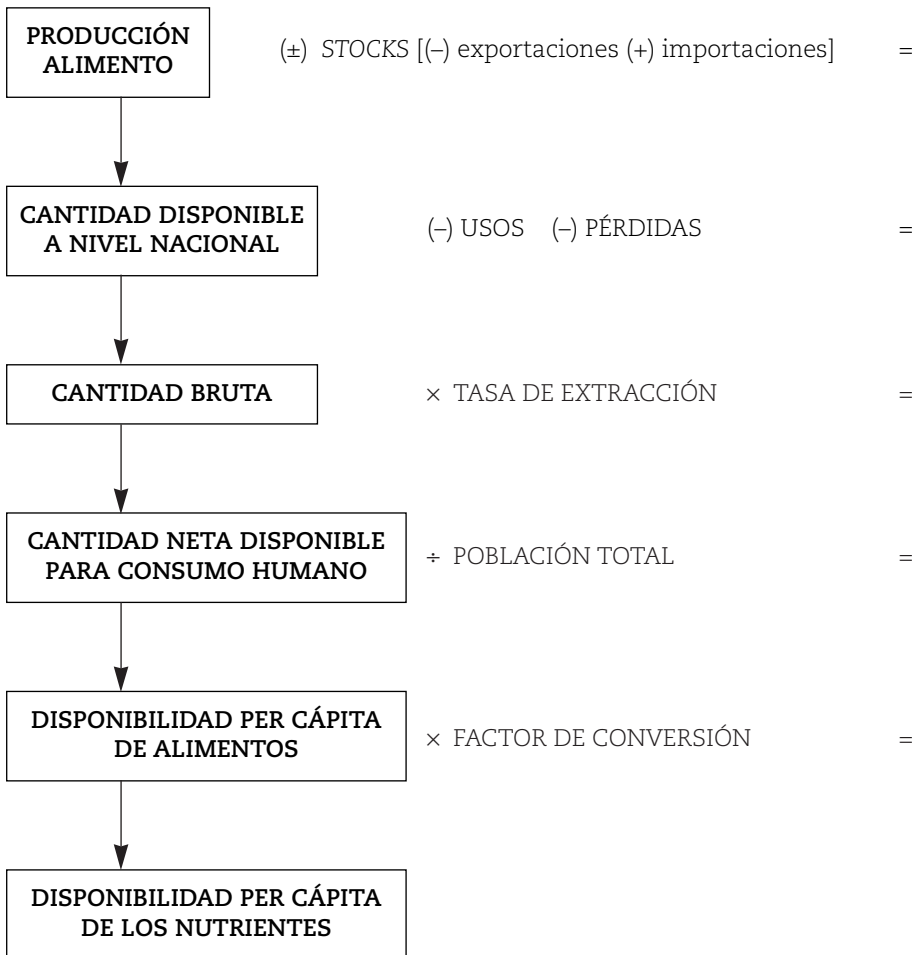 PRODUCCIÓN
ALIMENTO
(±) STOCKS [(–) exportaciones (+) importaciones] =
CANTIDAD DISPONIBLE
A NIVEL NACIONAL
(–) USOS (–) PÉRDIDAS =
CANTIDAD BRUTA
× TASA DE EXTRACCIÓN =
CANTIDAD NETA DISPONIBLE
PARA CONSUMO HUMANO
÷ POBLACIÓN TOTAL =
DISPONIBILIDAD PER CÁPITA
DE ALIMENTOS
× FACTOR DE CONVERSIÓN =
DISPONIBILIDAD PER CÁPITA
DE LOS NUTRIENTES